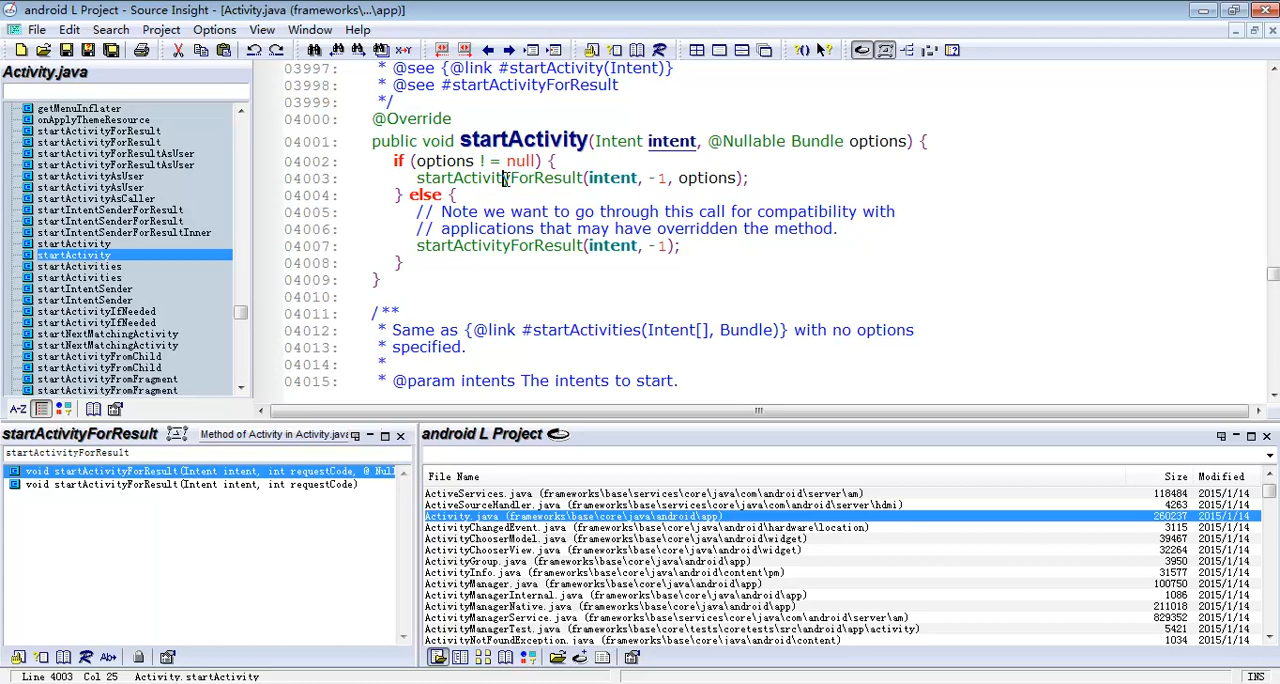 android L Project - Source Insight - [Activity.java (frameworks\...\app)]
File Edit Search Project Options View Window Help
Activity.java
getMenuInflater
onApplyThemeResource
startActivityForResult
startActivityForResult
startActivityForResultAsUser
startActivityForResultAsUser
startActivityAsUser
startActivityAsUser
startActivityAsCaller
startIntentSenderForResult
startIntentSenderForResult
startIntentSenderForResultInner
startActivity
startActivity
startActivities
startActivities
startIntentSender
startIntentSender
startActivityIfNeeded
startActivityIfNeeded
startNextMatchingActivity
startNextMatchingActivity
startActivityFromChild
startActivityFromChild
startActivityFromFragment
startActivityFromFragment
A-Z
03997: * @see {@link #startActivity(Intent)}
03998: * @see #startActivityForResult
03999: */
04000: @Override
04001: public void startActivity(Intent intent, @Nullable Bundle options) {
04002: if (options != null) {
04003: startActivityForResult(intent, -1, options);
04004: } else {
04005: // Note we want to go through this call for compatibility with
04006: // applications that may have overridden the method.
04007: startActivityForResult(intent, -1);
04008: }
04009: }
04010:
04011: /**
04012: * Same as {@link #startActivities(Intent[], Bundle)} with no options
04013: * specified.
04014: *
04015: * @param intents The intents to start.
startActivityForResult Method of Activity in Activity.java
startActivityForResult
void startActivityForResult(Intent intent, int requestCode, @ Null
void startActivityForResult(Intent intent, int requestCode)
android L Project
File Name Size Modified
ActiveServices.java (frameworks\base\services\core\java\com\android\server\am) 118484 2015/1/14
ActiveSourceHandler.java (frameworks\base\services\core\java\com\android\server\hdmi) 4263 2015/1/14
Activity.java (frameworks\base\core\java\android\app) 260237 2015/1/14
ActivityChangedEvent.java (frameworks\base\core\java\android\hardware\location) 3115 2015/1/14
ActivityChooserModel.java (frameworks\base\core\java\android\widget) 39467 2015/1/14
ActivityChooserView.java (frameworks\base\core\java\android\widget) 32264 2015/1/14
ActivityGroup.java (frameworks\base\core\java\android\app) 3950 2015/1/14
ActivityInfo.java (frameworks\base\core\java\android\content\pm) 31577 2015/1/14
ActivityManager.java (frameworks\base\core\java\android\app) 100750 2015/1/14
ActivityManagerInternal.java (frameworks\base\core\java\android\app) 1086 2015/1/14
ActivityManagerNative.java (frameworks\base\core\java\android\app) 211018 2015/1/14
ActivityManagerService.java (frameworks\base\services\core\java\com\android\server\am) 829352 2015/1/14
ActivityManagerTest.java (frameworks\base\core\tests\coretests\src\android\app\activity) 5421 2015/1/14
ActivityNotFoundException.java (frameworks\base\core\java\android\content) 1034 2015/1/14
Line 4003 Col 25 Activity.startActivity INS